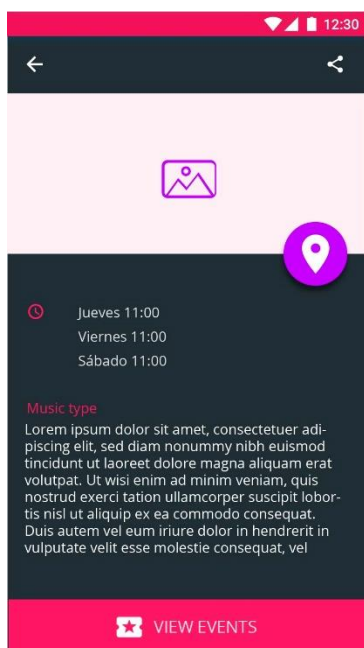 12:30
Jueves 11:00
Viernes 11:00
Sábado 11:00
Music type
Lorem ipsum dolor sit amet, consectetuer adi-
piscing elit, sed diam nonummy nibh euismod
tincidunt ut laoreet dolore magna aliquam erat
volutpat. Ut wisi enim ad minim veniam, quis
nostrud exerci tation ullamcorper suscipit lobor-
tis nisl ut aliquip ex ea commodo consequat.
Duis autem vel eum iriure dolor in hendrerit in
vulputate velit esse molestie consequat, vel
VIEW EVENTS